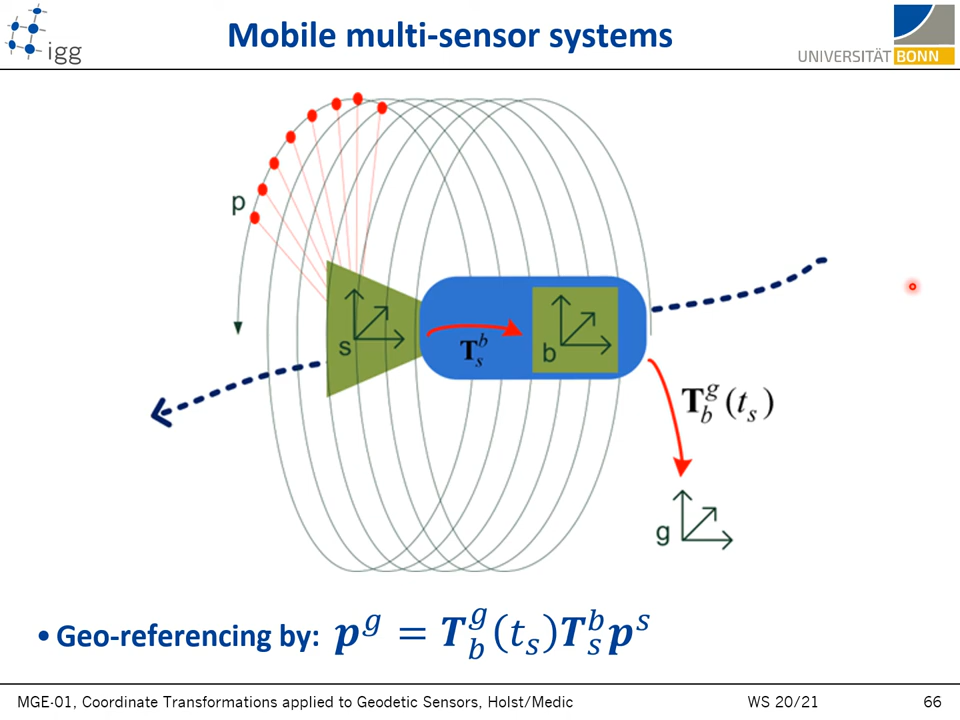 igg
Mobile multi-sensor systems
UNIVERSITÄT BONN
p
s
T_s^b
b
T_b^g(t_s)
g
• Geo-referencing by: p^g = T_b^g(t_s)T_s^b p^s
MGE-01, Coordinate Transformations applied to Geodetic Sensors, Holst/Medic WS 20/21 66